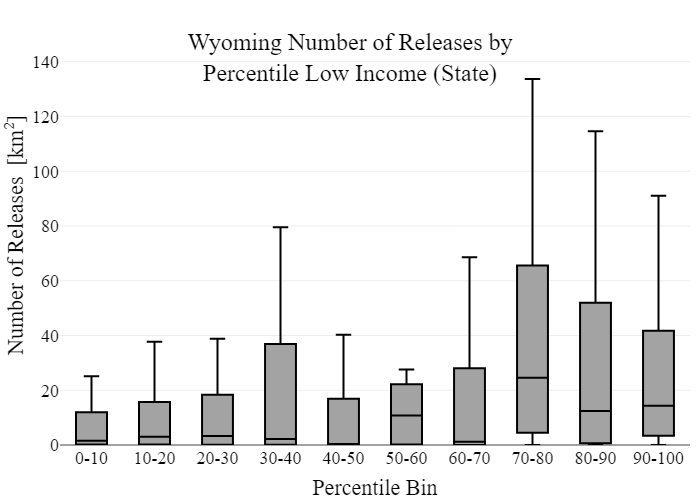 Wyoming Number of Releases by
Percentile Low Income (State)
Number of Releases [km²]
140
120
100
80
60
40
20
0
0-10 10-20 20-30 30-40 40-50 50-60 60-70 70-80 80-90 90-100
Percentile Bin